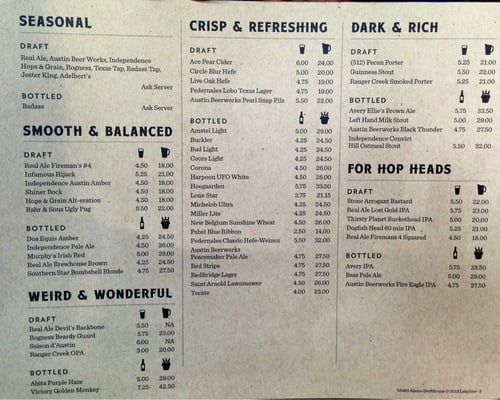 SEASONAL
DRAFT
Real Ale, Austin Beer Works, Independence
Hops & Grain, Rogness, Texas Tap, Badass Tap,
Jester King, Adelbert's
Ask Server
BOTTLED
Badass
Ask Server
SMOOTH & BALANCED
DRAFT
Real Ale Fireman's #4 4.50 18.00
Infamous Hijack 5.25 21.00
Independence Austin Amber 4.50 18.00
Shiner Bock 4.50 18.00
Hops & Grain Alt-eration 4.50 18.00
Rahr & Sons Ugly Pug 5.50 22.00
BOTTLED
Dos Equis Amber 4.25 24.50
Independence Pale Ale 4.50 26.00
Murphy's Irish Red 5.00 29.00
Real Ale Brewhouse Brown 4.25 24.50
Southern Star Bombshell Blonde 4.75 27.50
WEIRD & WONDERFUL
DRAFT
Real Ale Devil's Backbone 5.50 NA
Rogness Beardy Guard 5.75 23.00
Saison d'Austin 6.00 NA
Ranger Creek OPA 5.00 20.00
BOTTLED
Abita Purple Haze 5.00 29.00
Victory Golden Monkey 7.25 42.50
CRISP & REFRESHING
DRAFT
Ace Pear Cider 6.00 24.00
Circle Blur Hefe 5.00 20.00
Live Oak Hefe 4.75 19.00
Pedernales Lobo Texas Lager 4.75 19.00
Austin Beerworks Pearl Snap Pils 5.50 22.00
BOTTLED
Amstel Light 5.00 29.00
Buckler 4.25 24.50
Bud Light 4.25 24.50
Coors Light 4.25 24.50
Corona 4.50 26.00
Harpoon UFO White 4.50 26.00
Hoegaarden 5.75 33.50
Lone Star 3.75 21.50
Michelob Ultra 4.25 24.50
Miller Lite 4.25 24.50
New Belgium Sunshine Wheat 4.50 26.00
Pabst Blue Ribbon 2.50 14.00
Pedernales Classic Hefe-Weizen 5.50 32.00
Austin Beerworks
Peacemaker Pale Ale 4.75 27.50
Red Stripe 4.75 27.50
Redbridge Lager 4.75 27.50
Saint Arnold Lawnmower 4.50 26.00
Tecate 4.00 23.00
DARK & RICH
DRAFT
(512) Pecan Porter 5.25 21.00
Guinness Stout 5.50 22.00
Ranger Creek Smoked Porter 5.25 21.00
BOTTLED
Avery Ellie's Brown Ale 5.75 33.50
Left Hand Milk Stout 5.00 29.00
Austin Beerworks Black Thunder 4.75 27.50
Independence Convict
Hill Oatmeal Stout 5.50 32.00
FOR HOP HEADS
DRAFT
Stone Arrogant Bastard 5.50 22.00
Real Ale Lost Gold IPA 5.75 23.00
Thirsty Planet Buckethead IPA 5.00 20.00
Dogfish Head 60 min IPA 5.25 21.00
Real Ale Firemans 4 Squared 4.50 18.00
BOTTLED
Avery IPA 5.75 33.50
Bass Pale Ale 5.00 29.00
Austin Beerworks Fire Eagle IPA 4.75 27.50
Alamo Drafthouse © 2013 Lakeline